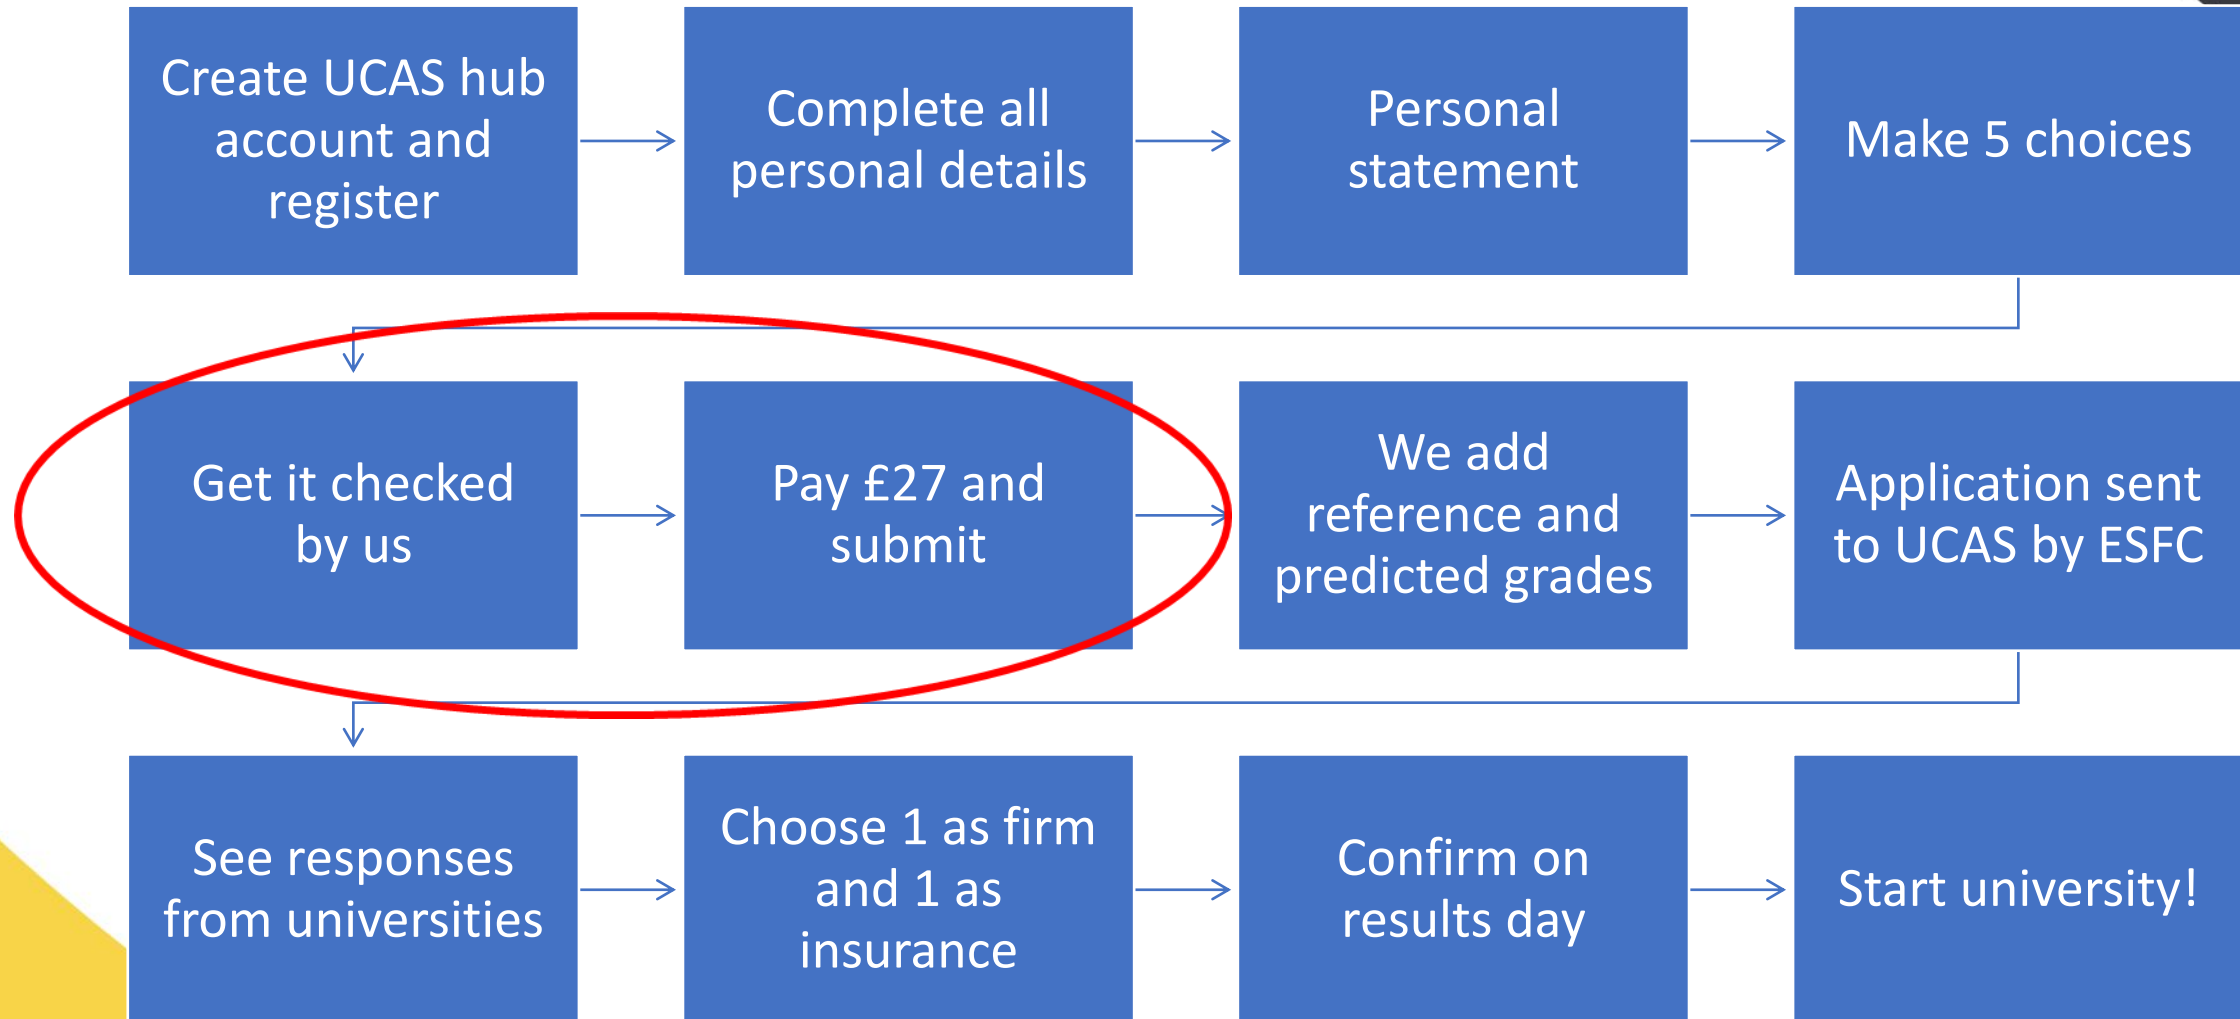 Create UCAS hub
account and
register
Complete all
personal details
Personal
statement
Make 5 choices
Get it checked
by us
Pay £27 and
submit
We add
reference and
predicted grades
Application sent
to UCAS by ESFC
See responses
from universities
Choose 1 as firm
and 1 as
insurance
Confirm on
results day
Start university!